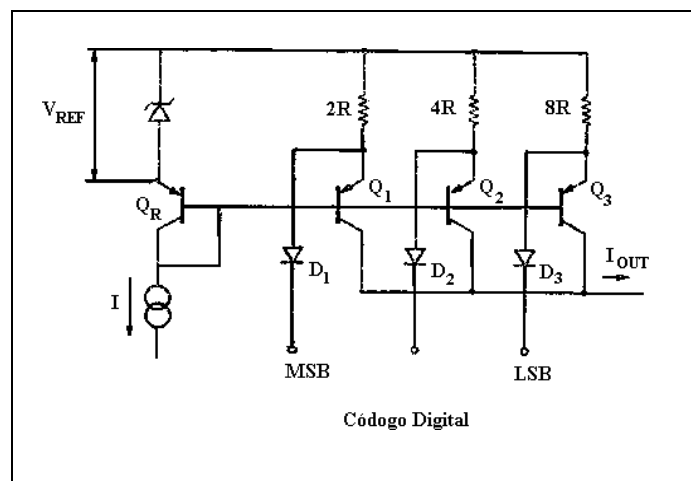 V_REF
2R
4R
8R
Q_R
Q_1
Q_2
Q_3
D_1
D_2
D_3
I_OUT
I
MSB
LSB
Códogo Digital